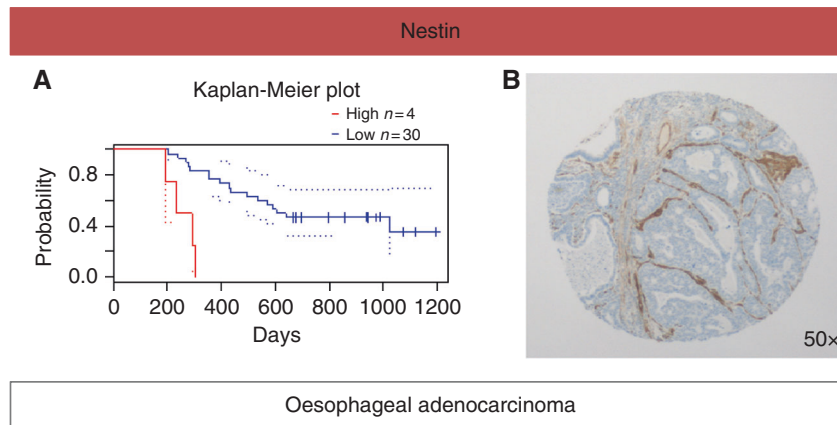 Nestin
A
Kaplan-Meier plot
High n=4
Low n=30
Probability
0.8
0.4
0.0
0 200 400 600 800 1000 1200
Days
B
50×
Oesophageal adenocarcinoma